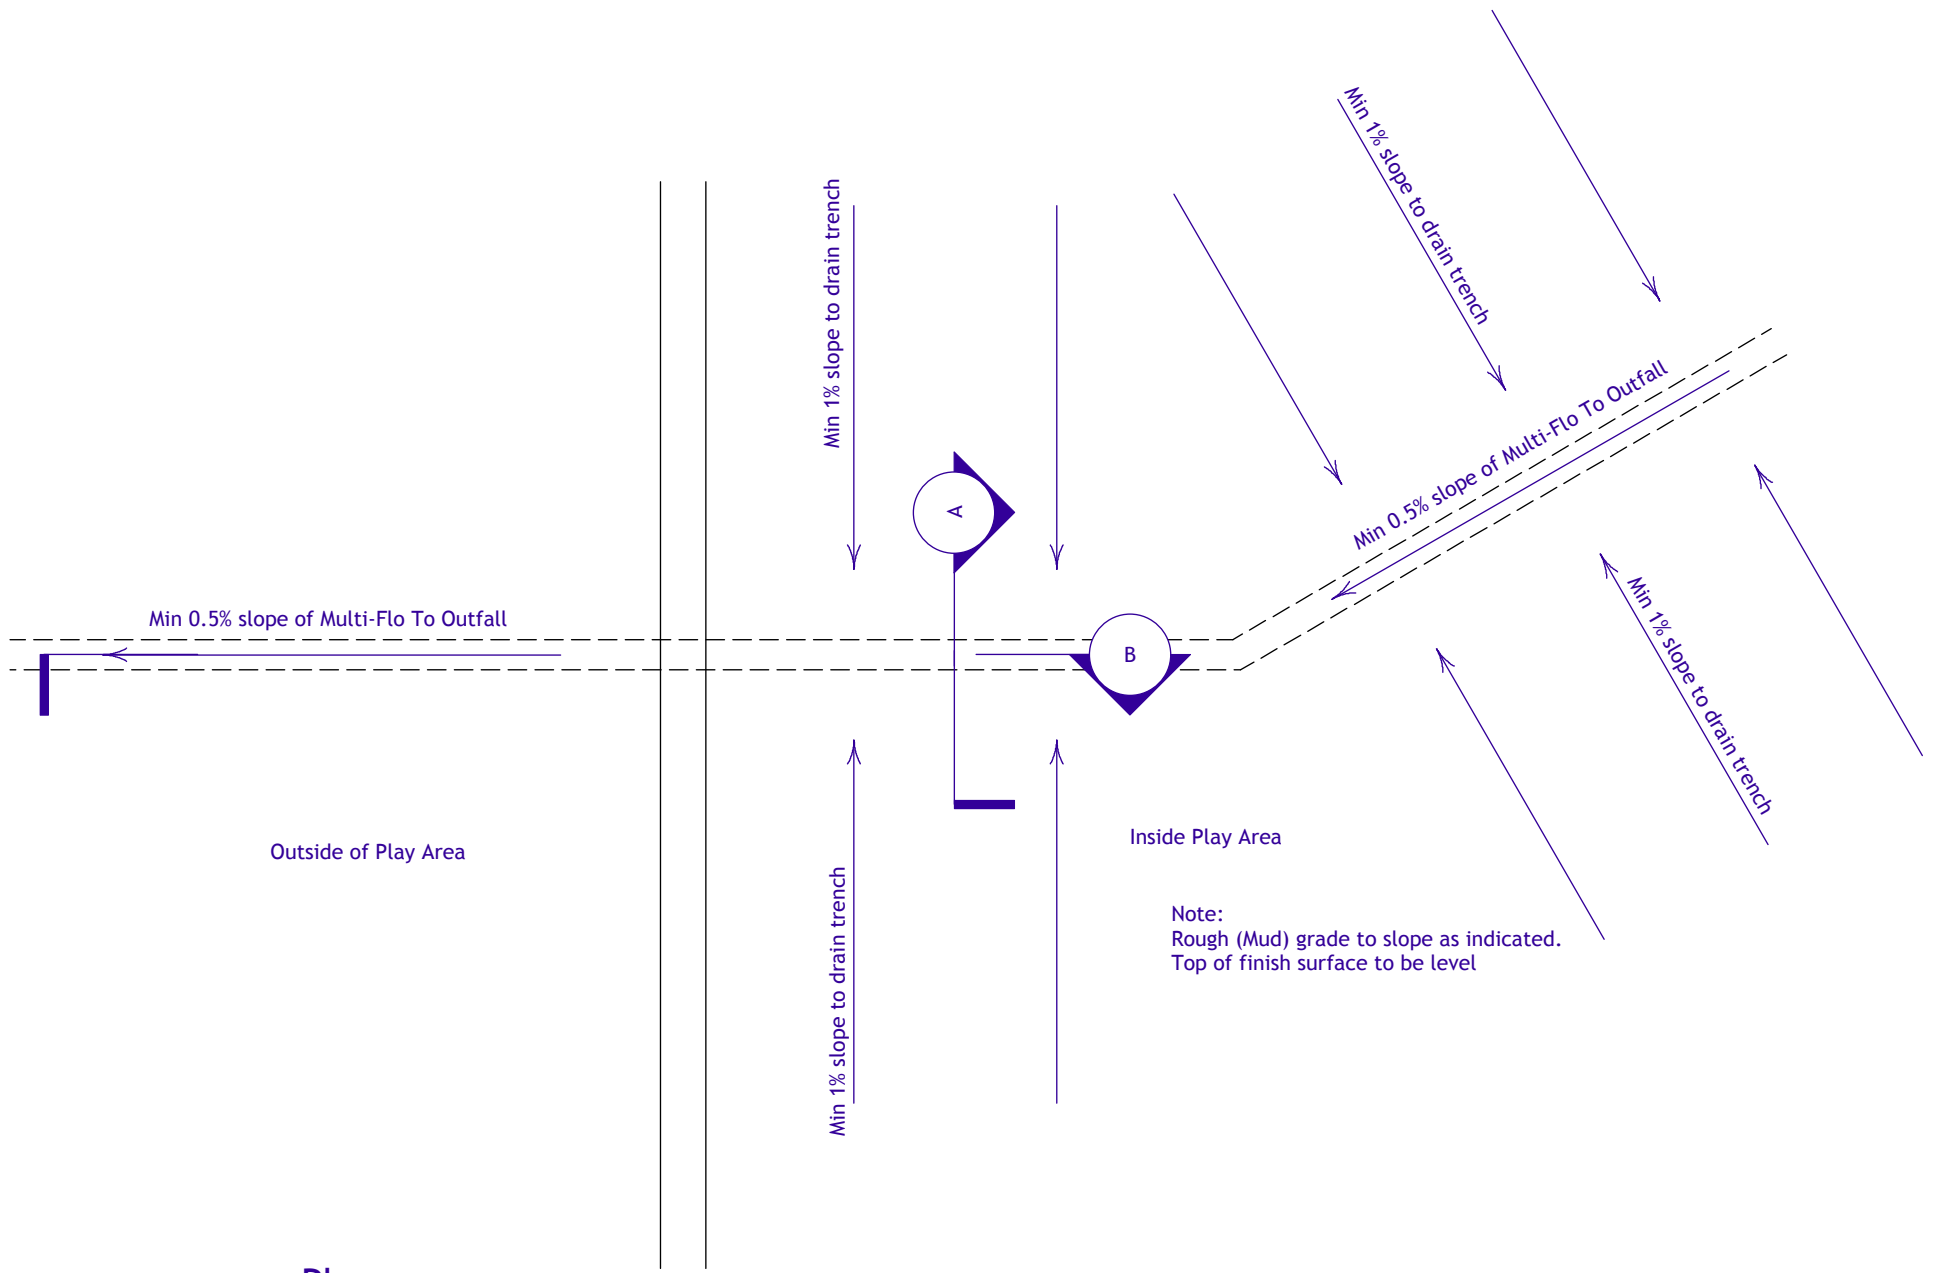 Min 1% slope to drain trench
Min 1% slope to drain trench
Min 0.5% slope of Multi-Flo To Outfall
A
Min 0.5% slope of Multi-Flo To Outfall
B
Min 1% slope to drain trench
Outside of Play Area
Inside Play Area
Min 1% slope to drain trench
Note:
Rough (Mud) grade to slope as indicated.
Top of finish surface to be level